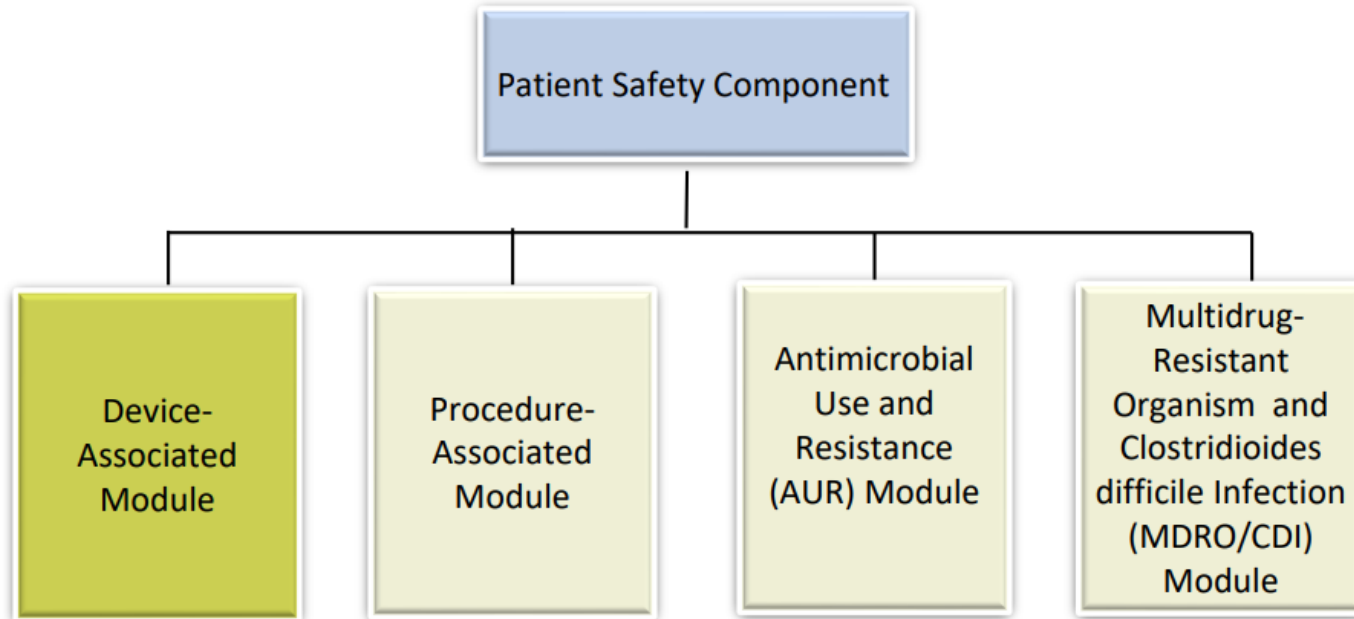 Patient Safety Component
Device-
Associated
Module
Procedure-
Associated
Module
Antimicrobial
Use and
Resistance
(AUR) Module
Multidrug-
Resistant
Organism and
Clostridioides
difficile Infection
(MDRO/CDI)
Module